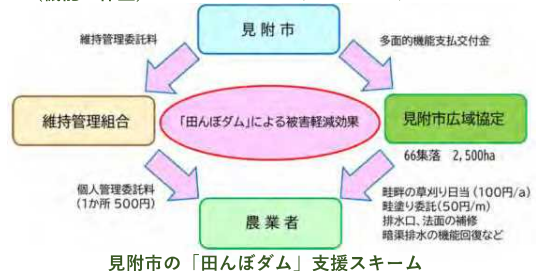 見附市
維持管理委託料
多面的機能支払交付金
維持管理組合
「田んぼダム」による被害軽減効果
見附市広域協定
66集落 2,500ha
個人管理委託料
(1か所 500円)
畦畔の草刈り日当(100円/a)
畦塗り委託(50円/m)
排水口、法面の補修
暗渠排水の機能回復など
農業者
見附市の「田んぼダム」支援スキーム